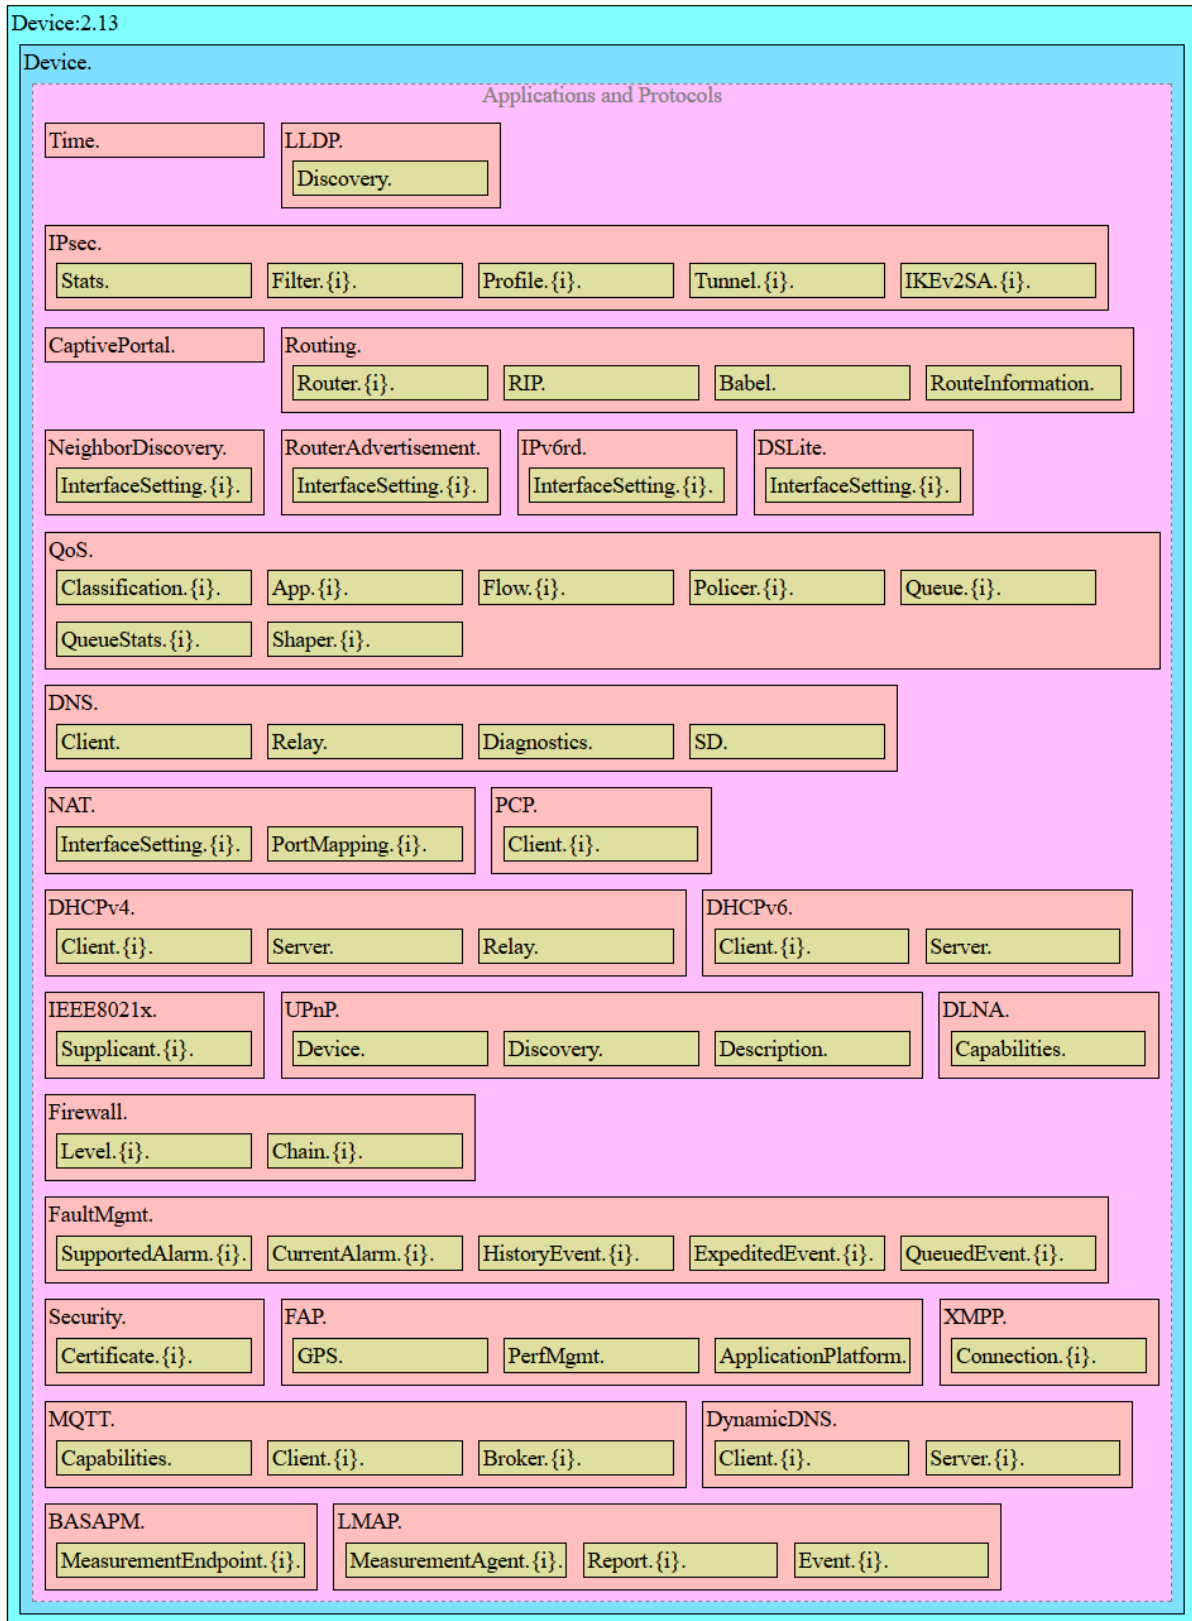 Device:2.13
Device.
Applications and Protocols
Time. LLDP.
Discovery.
IPsec.
Stats. Filter.{i}. Profile.{i}. Tunnel.{i}. IKEv2SA.{i}.
CaptivePortal. Routing.
Router.{i}. RIP. Babel. RouteInformation.
NeighborDiscovery. RouterAdvertisement. IPv6rd. DSLite.
InterfaceSetting.{i}. InterfaceSetting.{i}. InterfaceSetting.{i}. InterfaceSetting.{i}.
QoS.
Classification.{i}. App.{i}. Flow.{i}. Policer.{i}. Queue.{i}.
QueueStats.{i}. Shaper.{i}.
DNS.
Client. Relay. Diagnostics. SD.
NAT. PCP.
InterfaceSetting.{i}. PortMapping.{i}. Client.{i}.
DHCPv4. DHCPv6.
Client.{i}. Server. Relay. Client.{i}. Server.
IEEE8021x. UPnP. DLNA.
Supplicant.{i}. Device. Discovery. Description. Capabilities.
Firewall.
Level.{i}. Chain.{i}.
FaultMgmt.
SupportedAlarm.{i}. CurrentAlarm.{i}. HistoryEvent.{i}. ExpeditedEvent.{i}. QueuedEvent.{i}.
Security. FAP. XMPP.
Certificate.{i}. GPS. PerfMgmt. ApplicationPlatform. Connection.{i}.
MQTT. DynamicDNS.
Capabilities. Client.{i}. Broker.{i}. Client.{i}. Server.{i}.
BASAPM. LMAP.
MeasurementEndpoint.{i}. MeasurementAgent.{i}. Report.{i}. Event.{i}.